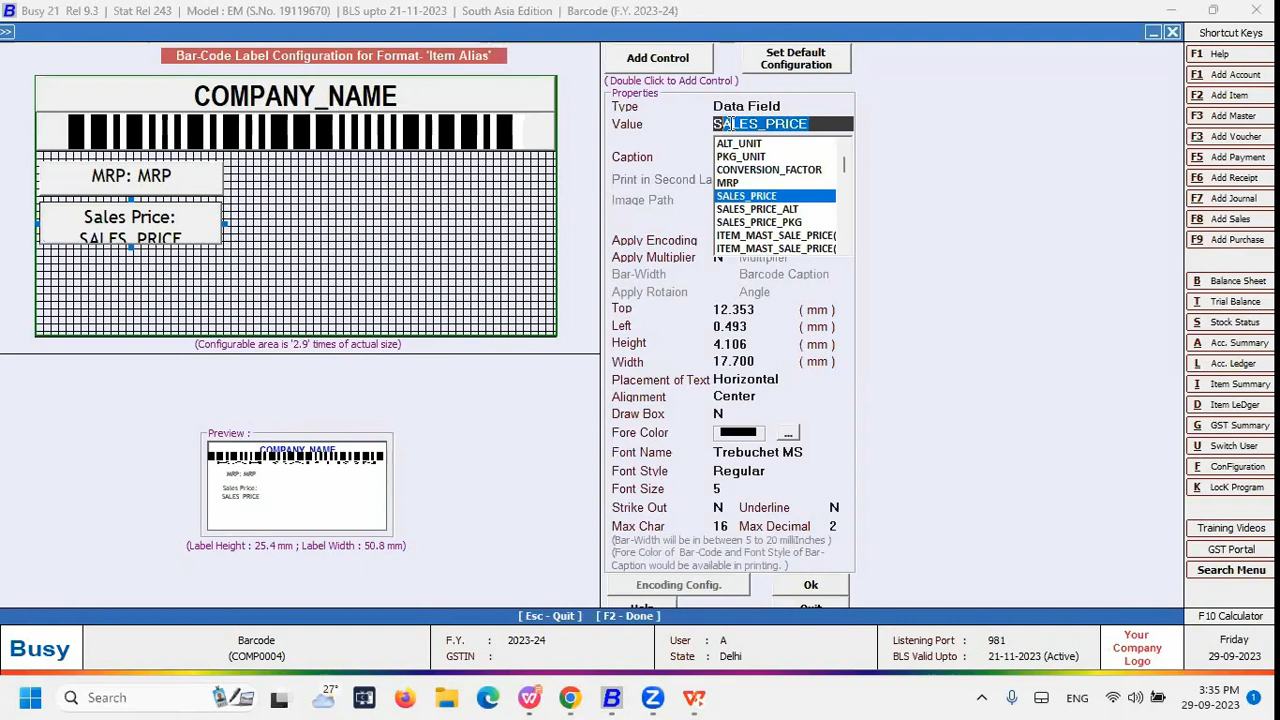 Busy 21 Rel 9.3 | Stat Rel 243 | Model : EM (S.No. 19119670) | BLS upto 21-11-2023 | South Asia Edition | Barcode (F.Y. 2023-24)
>>
Bar-Code Label Configuration for Format- 'Item Alias'
COMPANY_NAME
MRP: MRP
Sales Price:
SALES_PRICE
(Configurable area is '2.9' times of actual size)
Preview :
COMPANY_NAME
MRP: MRP
Sales Price:
SALES PRICE
(Label Height : 25.4 mm ; Label Width : 50.8 mm)
Add Control
Set Default
Configuration
( Double Click to Add Control )
Properties
Type Data Field
Value SALES_PRICE
ALT_UNIT
PKG_UNIT
CONVERSION_FACTOR
MRP
SALES_PRICE
SALES_PRICE_ALT
SALES_PRICE_PKG
ITEM_MAST_SALE_PRICE(
ITEM_MAST_SALE_PRICE(
Caption
Print in Second La
Image Path
Apply Encoding
Apply Multiplier N Multiplier
Bar-Width Barcode Caption
Apply Rotaion Angle
Top 12.353 ( mm )
Left 0.493 ( mm )
Height 4.106 ( mm )
Width 17.700 ( mm )
Placement of Text Horizontal
Alignment Center
Draw Box N
Fore Color ...
Font Name Trebuchet MS
Font Style Regular
Font Size 5
Strike Out N Underline N
Max Char 16 Max Decimal 2
(Bar-Width will be in between 5 to 20 milliInches )
(Fore Color of Bar-Code and Font Style of Bar-
Caption would be available in printing. )
Encoding Config. Ok
Help Quit
Shortcut Keys
F1 Help
F1 Add Account
F2 Add Item
F3 Add Master
F3 Add Voucher
F5 Add Payment
F6 Add Receipt
F7 Add Journal
F8 Add Sales
F9 Add Purchase
B Balance Sheet
T Trial Balance
S Stock Status
A Acc. Summary
L Acc. Ledger
I Item Summary
D Item LeDger
G GST Summary
U Switch User
F ConFiguration
K LocK Program
Training Videos
GST Portal
Search Menu
F10 Calculator
[ Esc - Quit ] [ F2 - Done ]
Busy
Barcode
(COMP0004)
F.Y. : 2023-24
GSTIN :
User : A
State : Delhi
Listening Port : 981
BLS Valid Upto : 21-11-2023 (Active)
Your
Company
Logo
Friday
29-09-2023
Search
27°
ENG
3:35 PM
29-09-2023
1